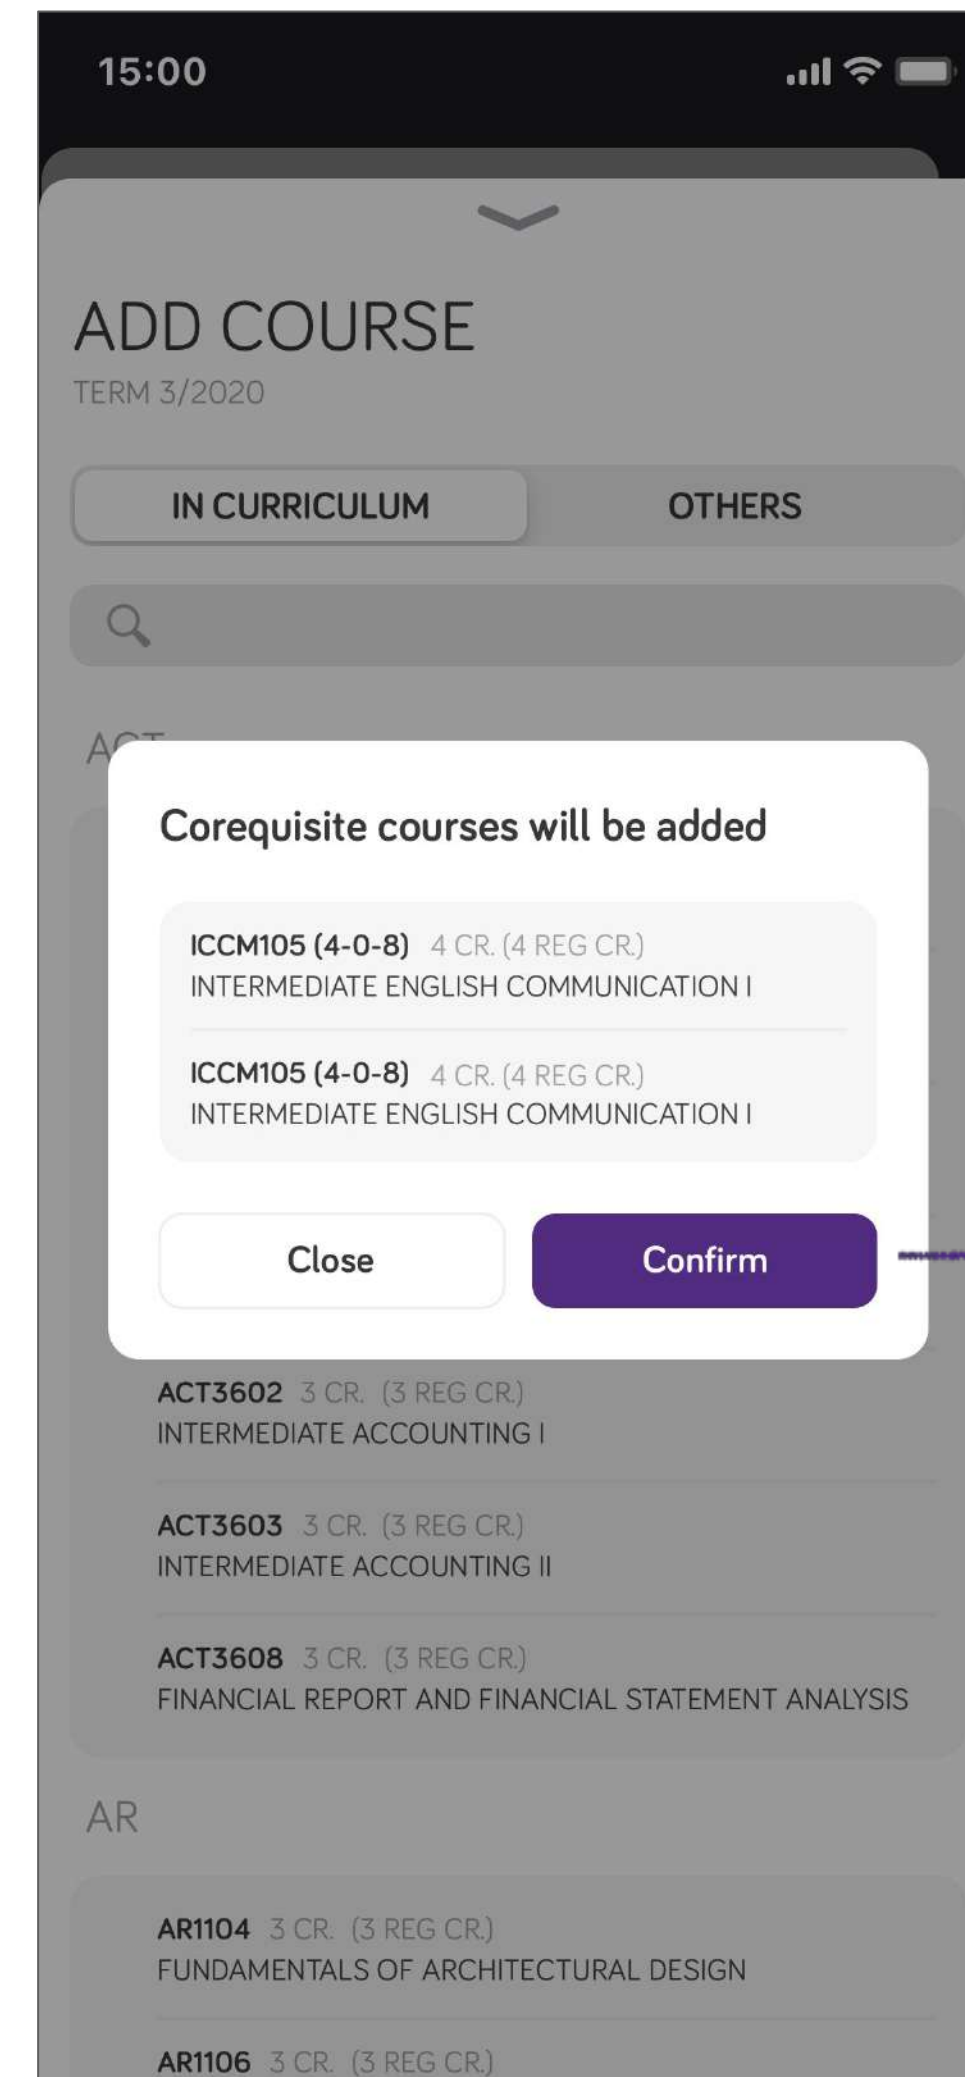 15:00
ADD COURSE
TERM 3/2020
IN CURRICULUM OTHERS
ACT
Corequisite courses will be added
ICCM105 (4-0-8) 4 CR. (4 REG CR.)
INTERMEDIATE ENGLISH COMMUNICATION I
ICCM105 (4-0-8) 4 CR. (4 REG CR.)
INTERMEDIATE ENGLISH COMMUNICATION I
Close Confirm
ACT3602 3 CR. (3 REG CR.)
INTERMEDIATE ACCOUNTING I
ACT3603 3 CR. (3 REG CR.)
INTERMEDIATE ACCOUNTING II
ACT3608 3 CR. (3 REG CR.)
FINANCIAL REPORT AND FINANCIAL STATEMENT ANALYSIS
AR
AR1104 3 CR. (3 REG CR.)
FUNDAMENTALS OF ARCHITECTURAL DESIGN
AR1106 3 CR. (3 REG CR.)